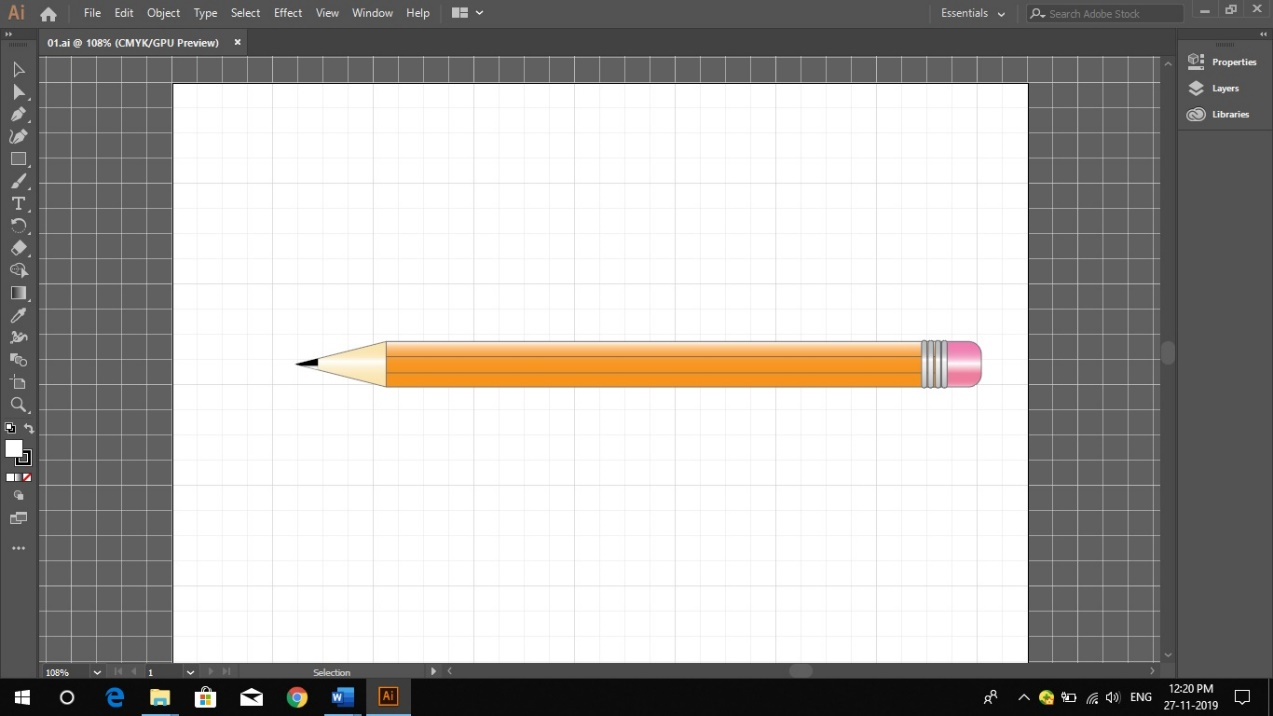 Ai File Edit Object Type Select Effect View Window Help Essentials Search Adobe Stock
01.ai @ 108% (CMYK/GPU Preview) ×
Properties
Layers
Libraries
T
108% 1 Selection
W Ai ENG 12:20 PM
27-11-2019